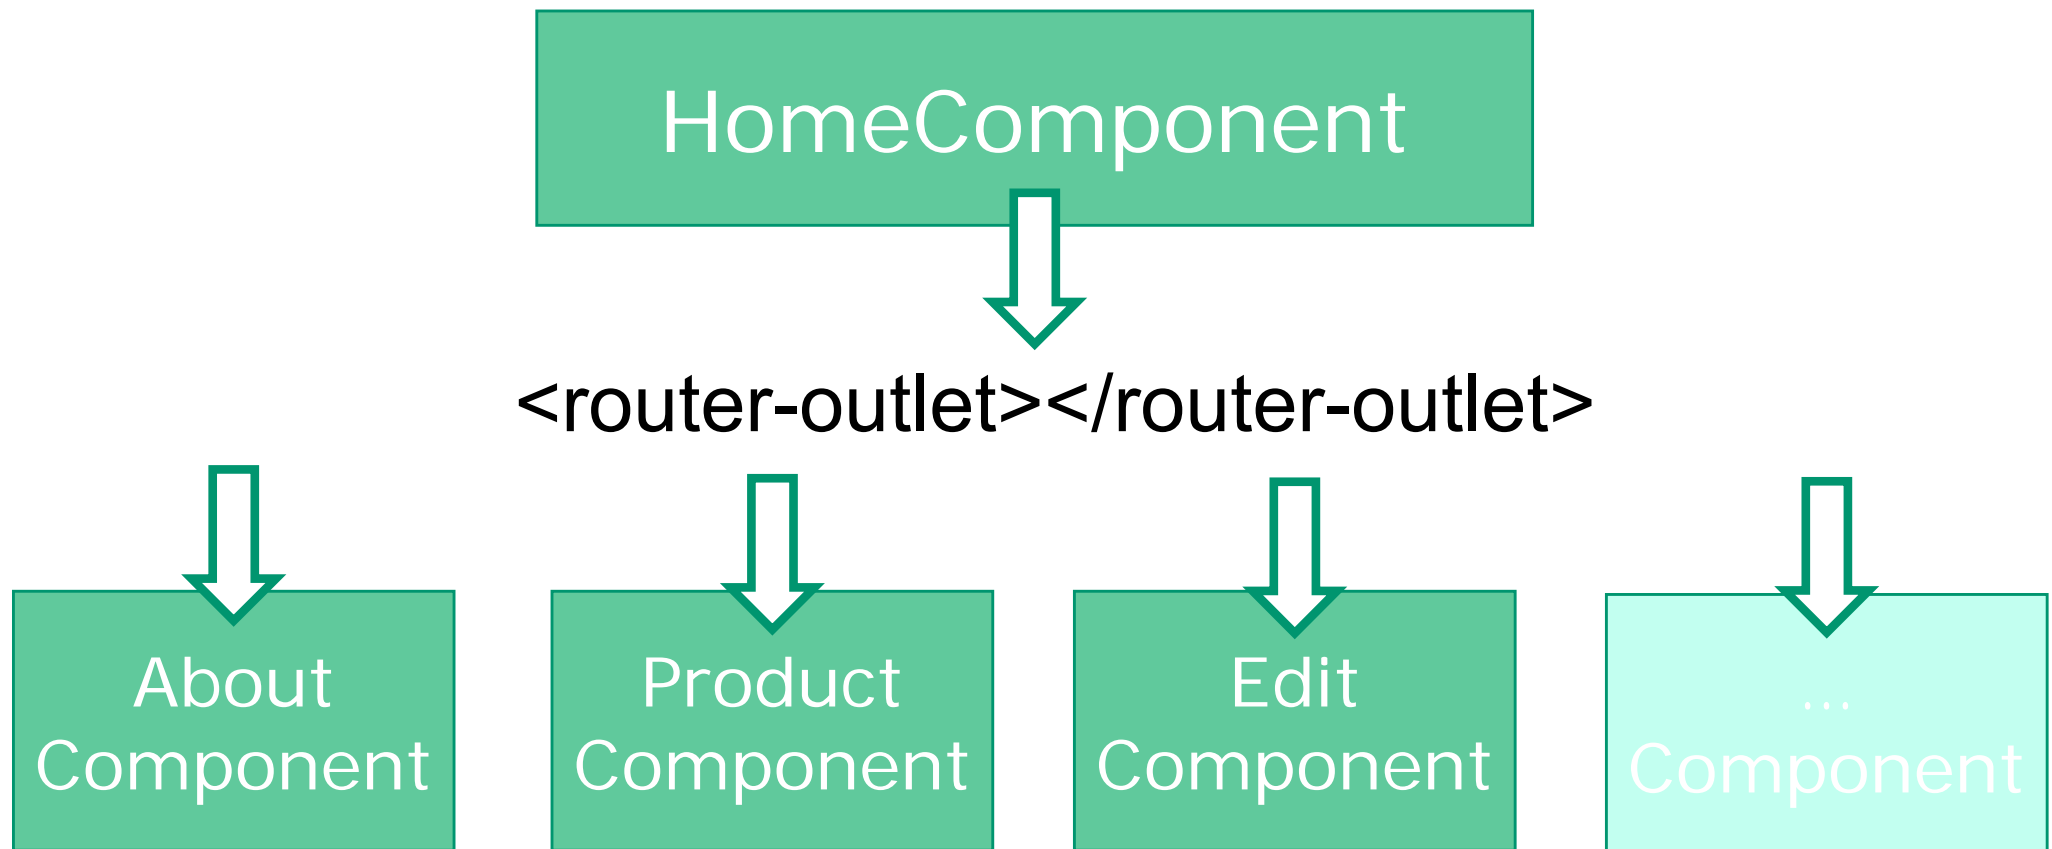 HomeComponent
<router-outlet></router-outlet>
About
Component
Product
Component
Edit
Component
...
Component